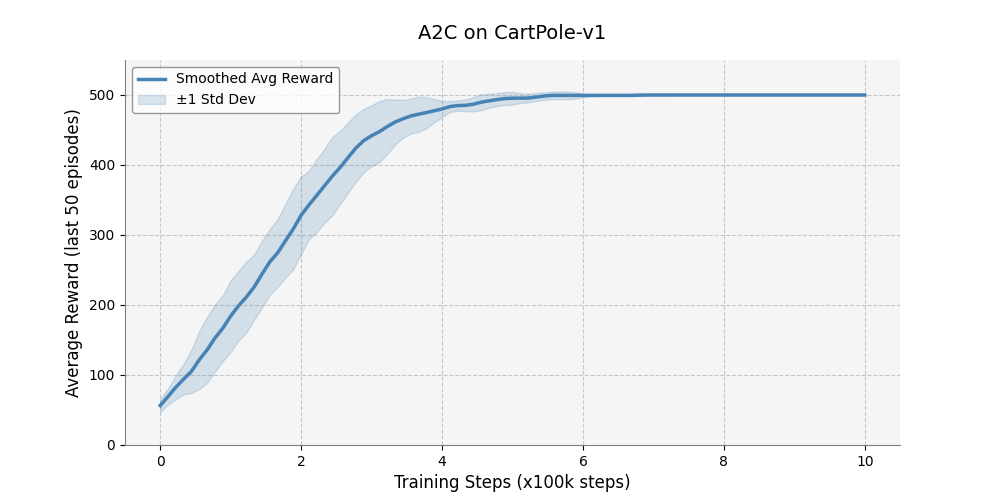 A2C on CartPole-v1
Smoothed Avg Reward
±1 Std Dev
Average Reward (last 50 episodes)
500
400
300
200
100
0
0 2 4 6 8 10
Training Steps (x100k steps)